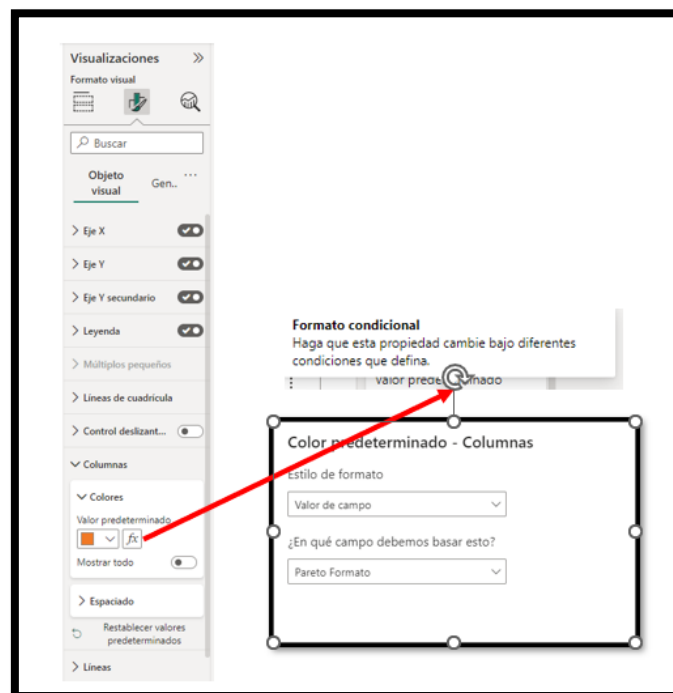 Visualizaciones »
Formato visual
Buscar
Objeto
visual
Gen.. ...
Eje X
Eje Y
Eje Y secundario
Leyenda
Múltiplos pequeños
Líneas de cuadrícula
Control deslizant...
Columnas
Colores
Valor predeterminado
fx
Mostrar todo
Espaciado
Restablecer valores
predeterminados
Líneas
Formato condicional
Haga que esta propiedad cambie bajo diferentes
condiciones que defina.
Valor
Color predeterminado - Columnas
Estilo de formato
Valor de campo
¿En qué campo debemos basar esto?
Pareto Formato